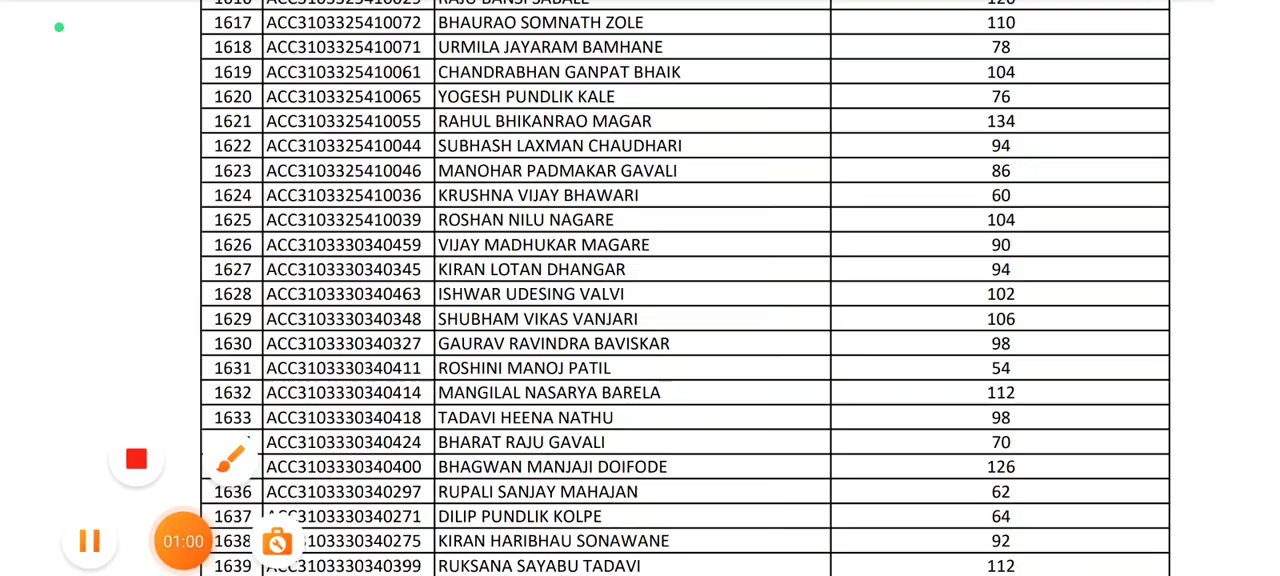 1617 ACC3103325410072 BHAURAO SOMNATH ZOLE 110
1618 ACC3103325410071 URMILA JAYARAM BAMHANE 78
1619 ACC3103325410061 CHANDRABHAN GANPAT BHAIK 104
1620 ACC3103325410065 YOGESH PUNDLIK KALE 76
1621 ACC3103325410055 RAHUL BHIKANRAO MAGAR 134
1622 ACC3103325410044 SUBHASH LAXMAN CHAUDHARI 94
1623 ACC3103325410046 MANOHAR PADMAKAR GAVALI 86
1624 ACC3103325410036 KRUSHNA VIJAY BHAWARI 60
1625 ACC3103325410039 ROSHAN NILU NAGARE 104
1626 ACC3103330340459 VIJAY MADHUKAR MAGARE 90
1627 ACC3103330340345 KIRAN LOTAN DHANGAR 94
1628 ACC3103330340463 ISHWAR UDESING VALVI 102
1629 ACC3103330340348 SHUBHAM VIKAS VANJARI 106
1630 ACC3103330340327 GAURAV RAVINDRA BAVISKAR 98
1631 ACC3103330340411 ROSHINI MANOJ PATIL 54
1632 ACC3103330340414 MANGILAL NASARYA BARELA 112
1633 ACC3103330340418 TADAVI HEENA NATHU 98
ACC3103330340424 BHARAT RAJU GAVALI 70
ACC3103330340400 BHAGWAN MANJAJI DOIFODE 126
1636 ACC3103330340297 RUPALI SANJAY MAHAJAN 62
1637 ACC3103330340271 DILIP PUNDLIK KOLPE 64
01:00 1638 3103330340275 KIRAN HARIBHAU SONAWANE 92
1639 ACC3103330340399 RUKSANA SAYABU TADAVI 112